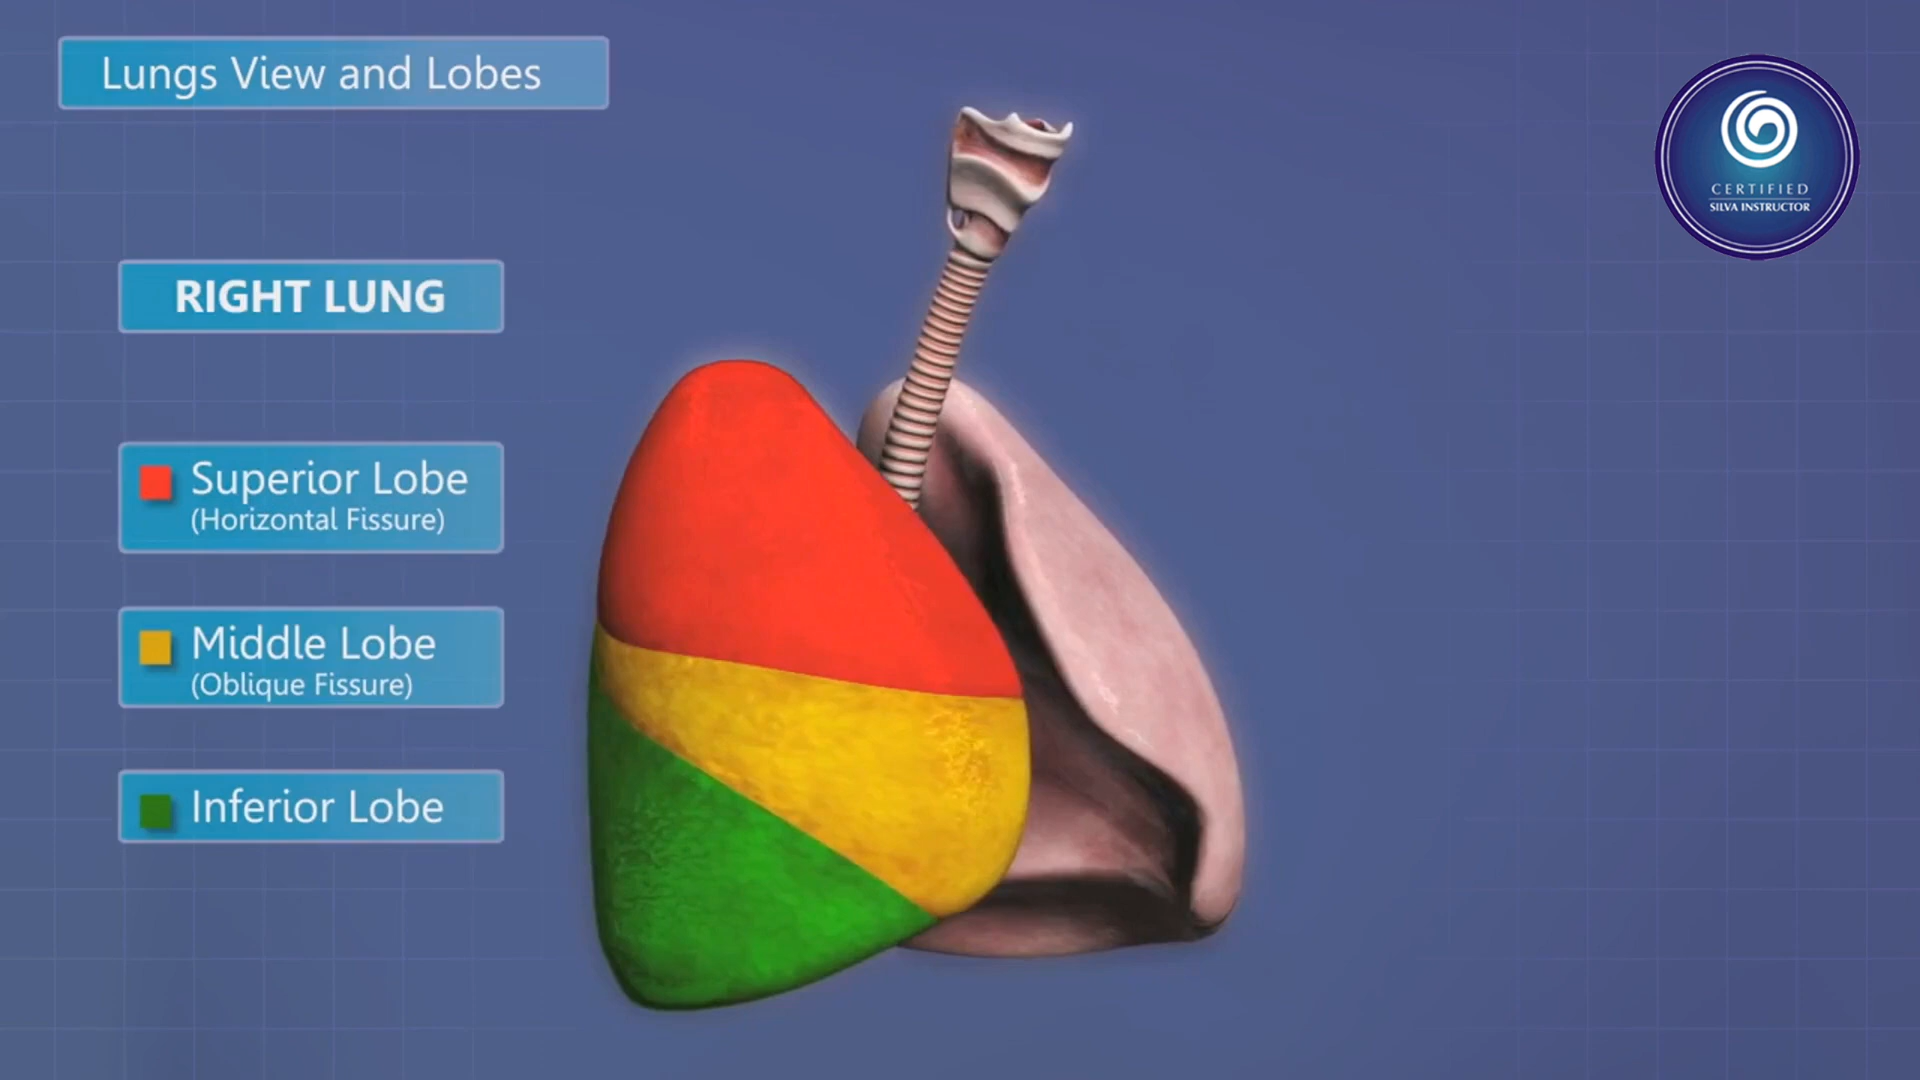 Lungs View and Lobes
CERTIFIED
SILVA INSTRUCTOR
RIGHT LUNG
Superior Lobe
(Horizontal Fissure)
Middle Lobe
(Oblique Fissure)
Inferior Lobe